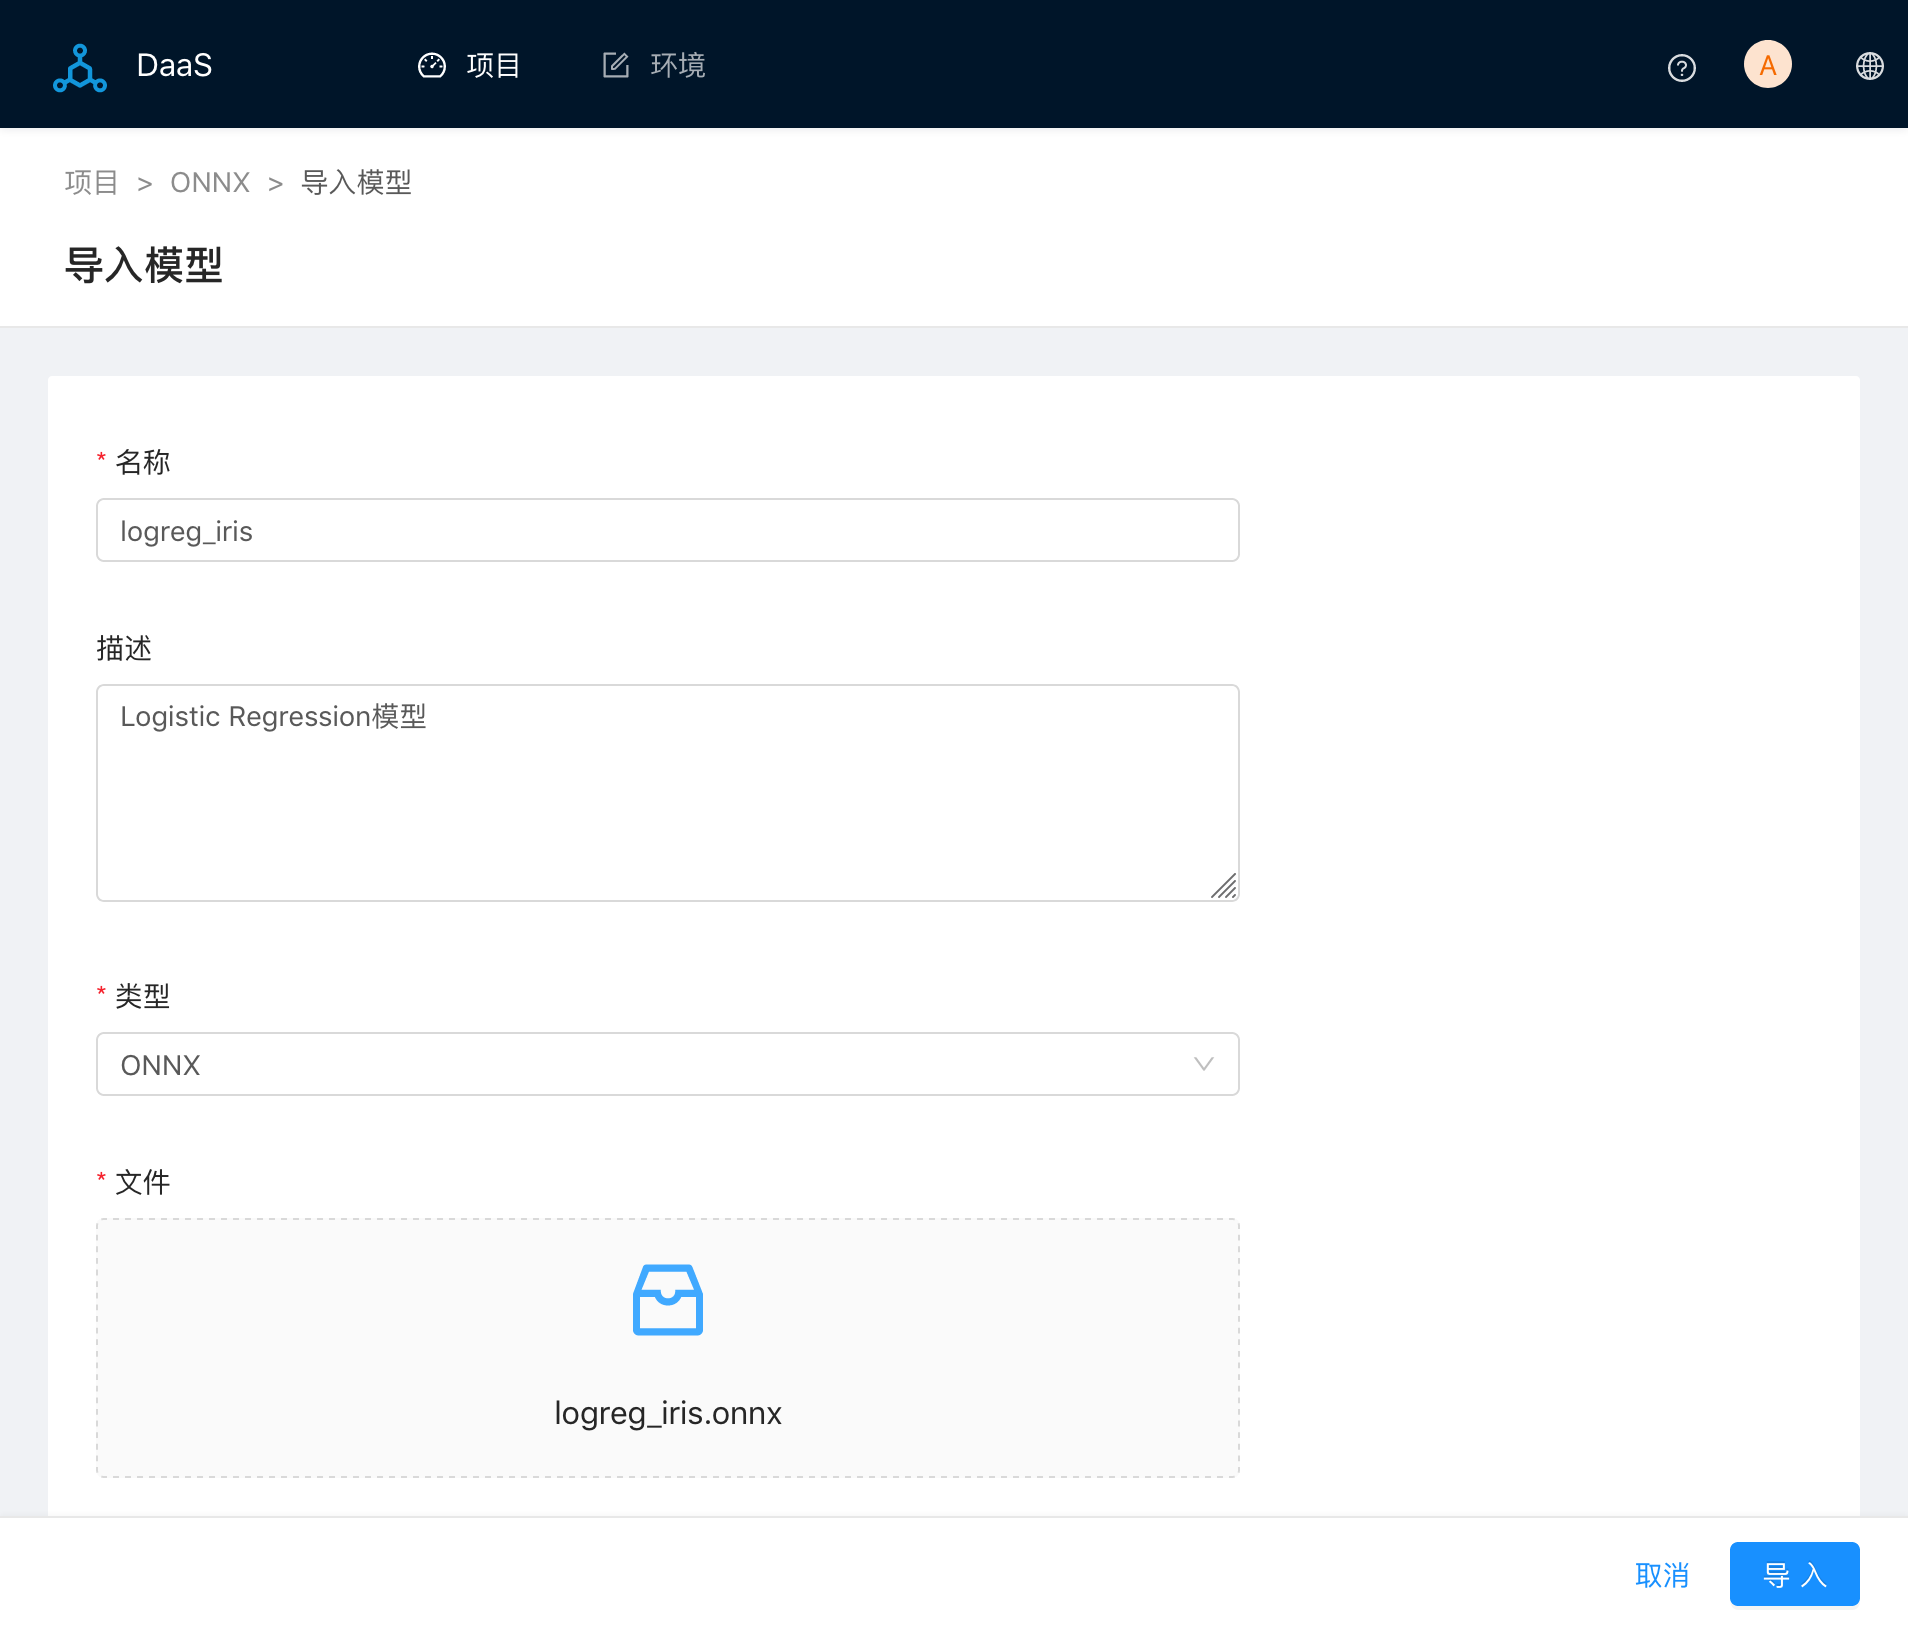 DaaS 项目 环境 A
项目 > ONNX > 导入模型
导入模型
* 名称
logreg_iris
描述
Logistic Regression模型
* 类型
ONNX
* 文件
logreg_iris.onnx
取消 导 入